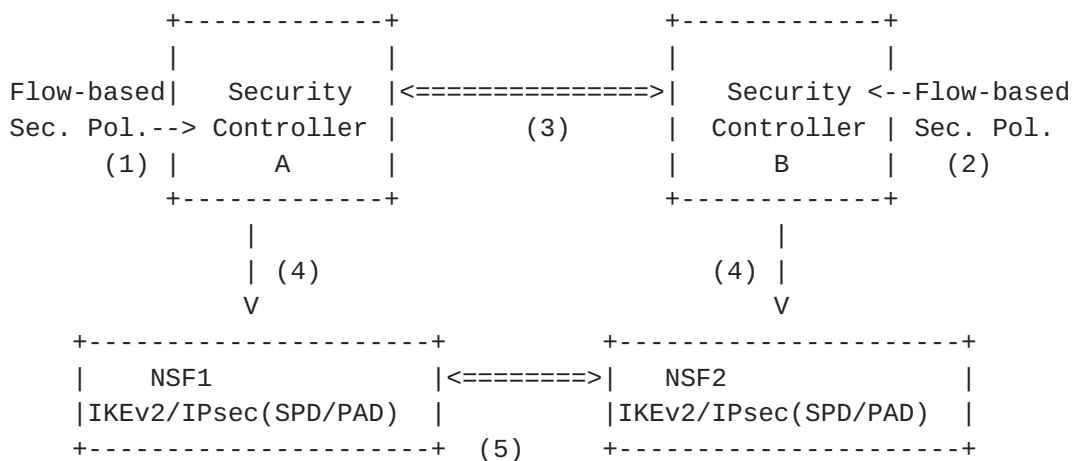 +-------------+                 +-------------+
           |             |                 |             |
Flow-based|   Security  |<===============>|   Security <--Flow-based
Sec. Pol.--> Controller |       (3)       |  Controller | Sec. Pol.
     (1)  |      A      |                 |      B      |   (2)
           +-------------+                 +-------------+
                |                                 |
                | (4)                         (4) |
                V                                 V
    +----------------------+          +----------------------+
    |    NSF1              |<========>|   NSF2               |
    |IKEv2/IPsec(SPD/PAD)  |          |IKEv2/IPsec(SPD/PAD)  |
    +----------------------+  (5)     +----------------------+